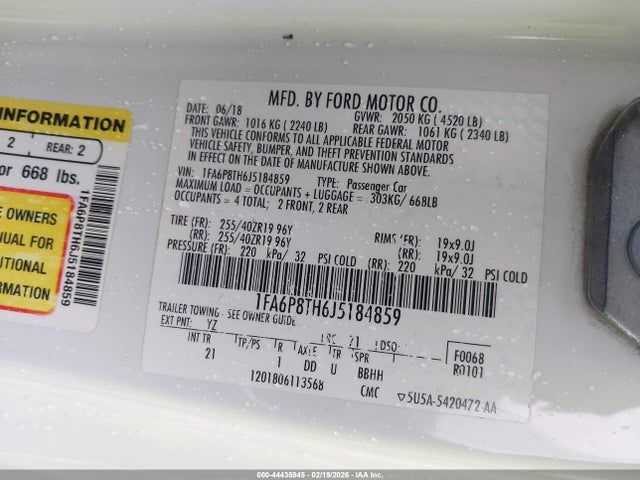 INFORMATION
2
REAR: 2
or 668 lbs.
E OWNERS
NUAL FOR
DITIONAL
ORMATION
1FA6P8TH6J5184859
MFD. BY FORD MOTOR CO.
DATE: 06/18
GVWR: 2050 KG ( 4520 LB)
FRONT GAWR: 1016 KG ( 2240 LB)
REAR GAWR: 1061 KG ( 2340 LB)
THIS VEHICLE CONFORMS TO ALL APPLICABLE FEDERAL MOTOR
VEHICLE SAFETY, BUMPER, AND THEFT PREVENTION STANDARDS
IN EFFECT ON THE DATE OF MANUFACTURE SHOWN ABOVE.
VIN: 1FA6P8TH6J5184859
TYPE: Passenger Car
MAXIMUM LOAD = OCCUPANTS + LUGGAGE = 303KG/ 668LB
OCCUPANTS = 4 TOTAL; 2 FRONT, 2 REAR
TIRE (FR): 255/40ZR19 96Y
RIMS (FR): 19x9.0J
(RR): 255/40ZR19 96Y
(RR): 19x9.0J
PRESSURE (FR): 220 kPa/ 32 PSI COLD
(RR): 220 kPa/ 32 PSI COLD
1FA6P8TH6J5184859
TRAILER TOWING - SEE OWNER GUIDE
EXT PNT: YZ
RC: 21 DSO:
F0068
R0101
INT TR TP/PS R AXLE TR SPR
21 I DD U BBHH
1201806113568
CMC
▽5U5A-5420472-AA
000-44435945 - 02/19/2026 - IAA Inc.